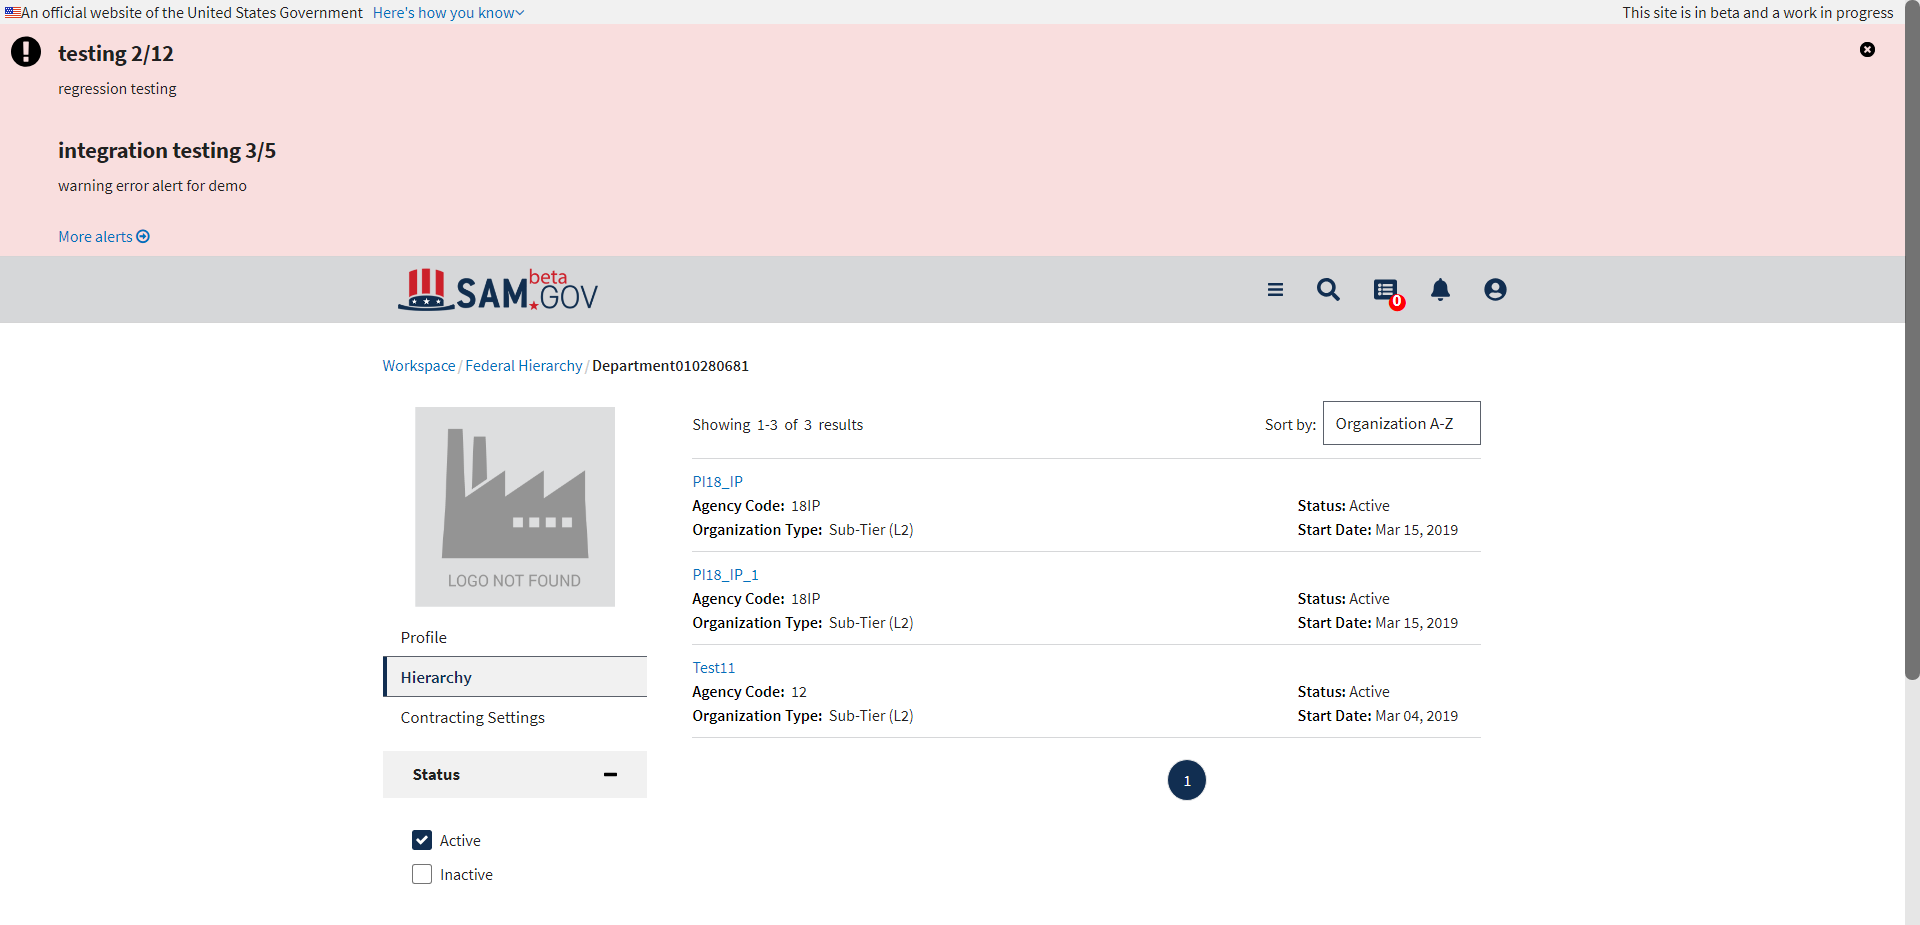 An official website of the United States Government Here's how you know
This site is in beta and a work in progress
testing 2/12
regression testing
integration testing 3/5
warning error alert for demo
More alerts
SAM.GOV beta
0
Workspace / Federal Hierarchy / Department010280681
LOGO NOT FOUND
Profile
Hierarchy
Contracting Settings
Status
Active
Inactive
Showing 1-3 of 3 results
Sort by: Organization A-Z
PI18_IP
Agency Code: 18IP
Status: Active
Organization Type: Sub-Tier (L2)
Start Date: Mar 15, 2019
PI18_IP_1
Agency Code: 18IP
Status: Active
Organization Type: Sub-Tier (L2)
Start Date: Mar 15, 2019
Test11
Agency Code: 12
Status: Active
Organization Type: Sub-Tier (L2)
Start Date: Mar 04, 2019
1